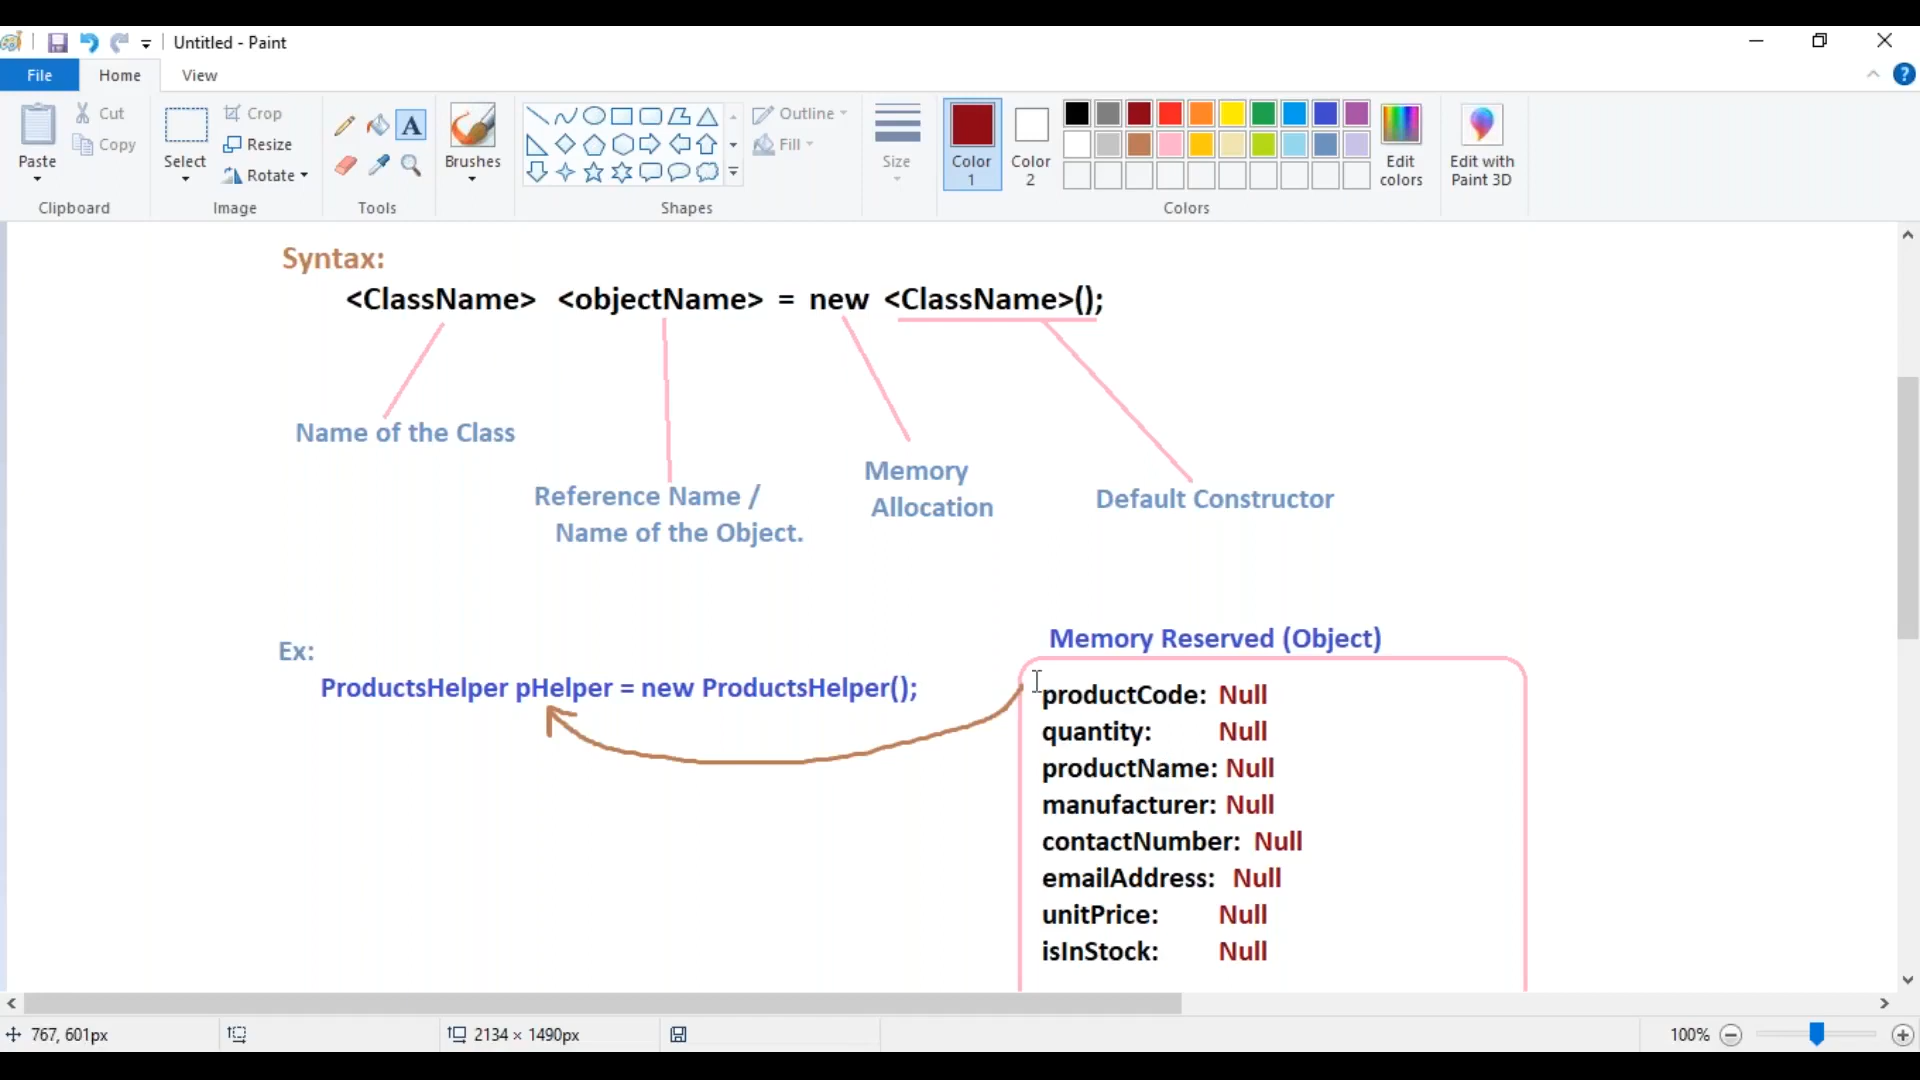 Untitled - Paint
File Home View
Paste
Cut
Copy
Clipboard
Select
Crop
Resize
Rotate
Image
Tools
Brushes
Shapes
Outline
Fill
Size
Color 1
Color 2
Colors
Edit colors
Edit with Paint 3D
Syntax:
<ClassName> <objectName> = new <ClassName>();
Name of the Class
Reference Name /
Name of the Object.
Memory
Allocation
Default Constructor
Ex:
ProductsHelper pHelper = new ProductsHelper();
Memory Reserved (Object)
productCode: Null
quantity: Null
productName: Null
manufacturer: Null
contactNumber: Null
emailAddress: Null
unitPrice: Null
isInStock: Null
767, 601px
2134 × 1490px
100%